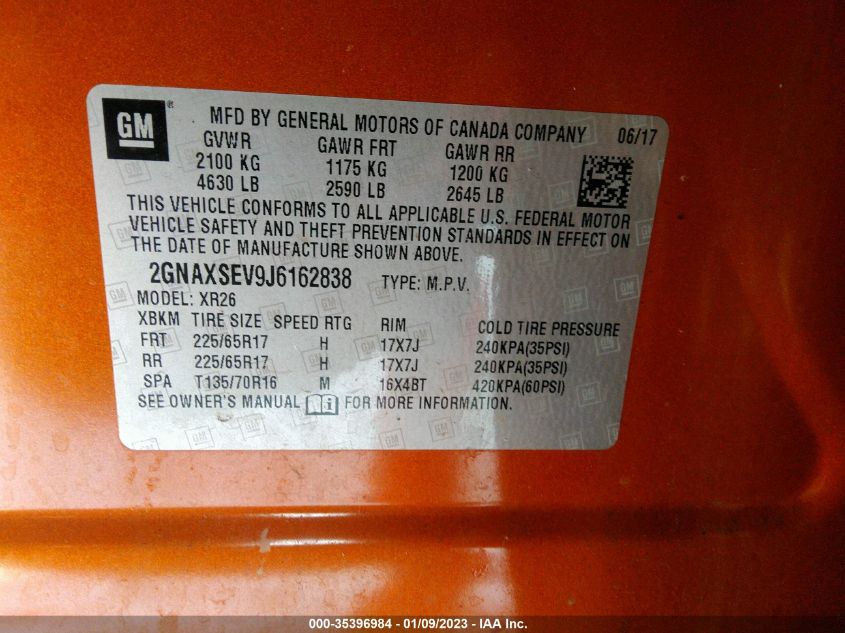 GM ® MFD BY GENERAL MOTORS OF CANADA COMPANY 06/17
GVWR GAWR FRT GAWR RR
2100 KG 1175 KG 1200 KG
4630 LB 2590 LB 2645 LB
THIS VEHICLE CONFORMS TO ALL APPLICABLE U.S. FEDERAL MOTOR
VEHICLE SAFETY AND THEFT PREVENTION STANDARDS IN EFFECT ON
THE DATE OF MANUFACTURE SHOWN ABOVE.
2GNAXSEV9J6162838 TYPE: M.P.V.
MODEL: XR26
XBKM TIRE SIZE SPEED RTG RIM COLD TIRE PRESSURE
FRT 225/65R17 H 17X7J 240KPA(35PSI)
RR 225/65R17 H 17X7J 240KPA(35PSI)
SPA T135/70R16 M 16X4BT 420KPA(60PSI)
SEE OWNER'S MANUAL i FOR MORE INFORMATION.
000-35396984 - 01/09/2023 - IAA Inc.